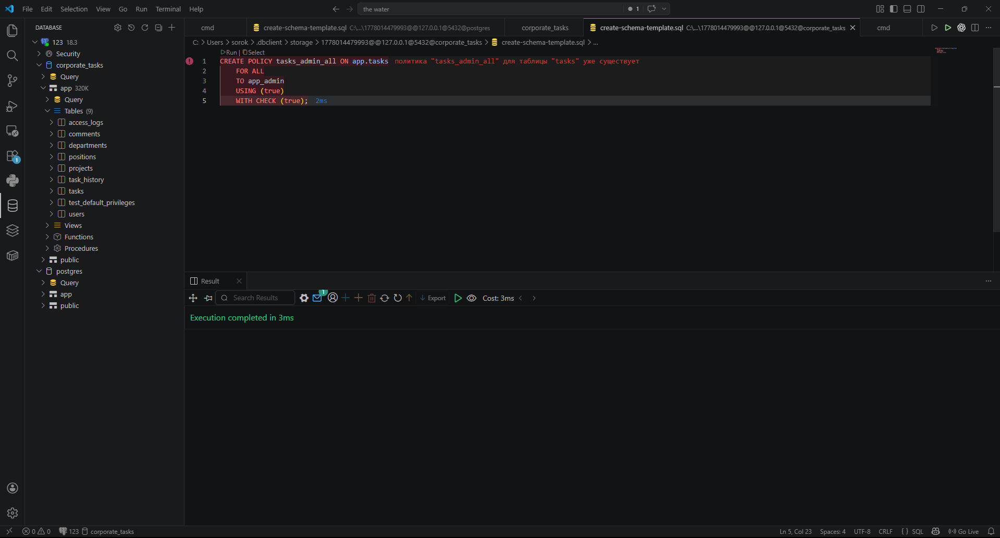 File Edit Selection View Go Run Terminal Help
the water
1
DATABASE
cmd
create-schema-template.sql C:\...\1778014479993@@127.0.0.1@5432@postgres
corporate_tasks
create-schema-template.sql C:\...\1778014479993@@127.0.0.1@5432@corporate_tasks
cmd
C: > Users > sorok > .dbclient > storage > 1778014479993@@127.0.0.1@5432@corporate_tasks > create-schema-template.sql > ...
Run | Select
1 CREATE POLICY tasks_admin_all ON app.tasks политика "tasks_admin_all" для таблицы "tasks" уже существует
2 FOR ALL
3 TO app_admin
4 USING (true)
5 WITH CHECK (true); 2ms
123 18.3
Security
corporate_tasks
Query
app 320K
Query
Tables (9)
access_logs
comments
departments
positions
projects
task_history
tasks
test_default_privileges
users
Views
Functions
Procedures
public
postgres
Query
app
public
1
Result
Search Results
1
Export
Cost: 3ms
Execution completed in 3ms
0 0
123
corporate_tasks
Ln 5, Col 23
Spaces: 4
UTF-8
CRLF
{ } SQL
Go Live